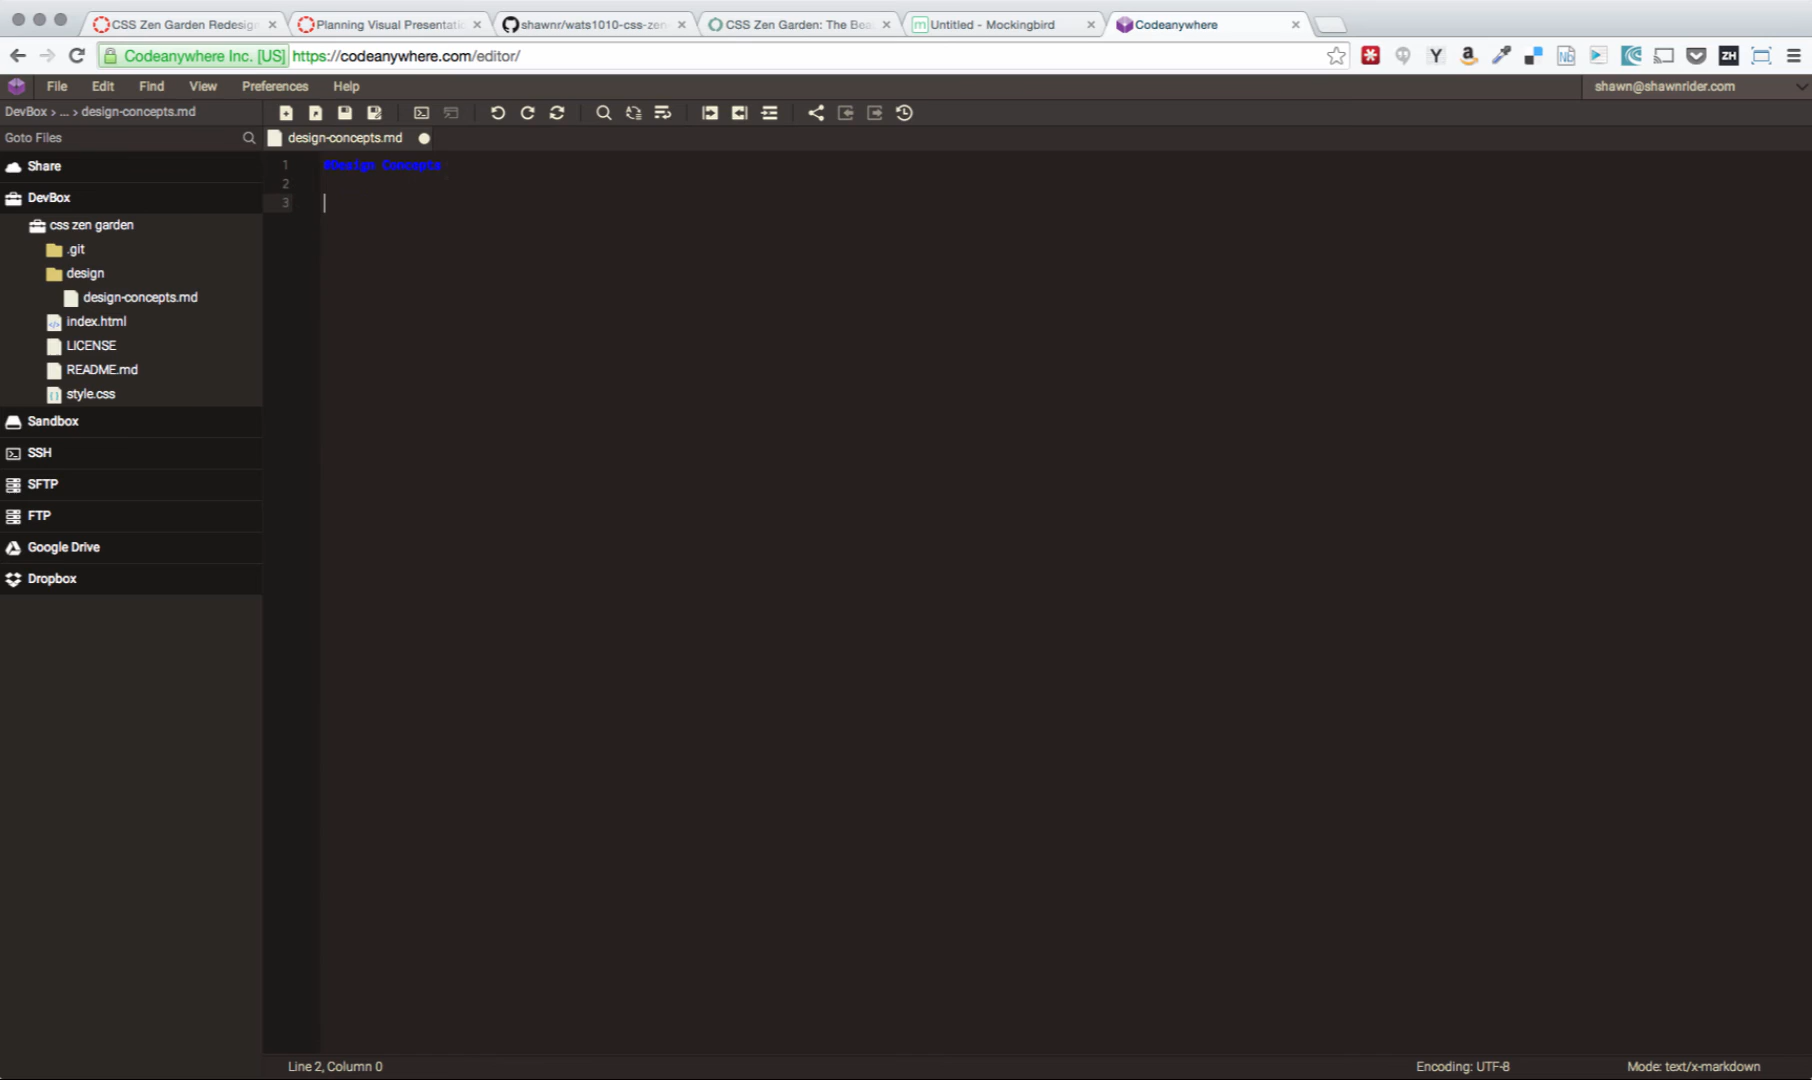 CSS Zen Garden Redesign
Planning Visual Presentatio
shawnr/wats1010-css-zen
CSS Zen Garden: The Bea
Untitled - Mockingbird
Codeanywhere
Codeanywhere Inc. [US] https://codeanywhere.com/editor/
File Edit Find View Preferences Help
shawn@shawnrider.com
DevBox > ... > design-concepts.md
Goto Files
design-concepts.md
1 #Design Concepts
2
3
Share
DevBox
css zen garden
.git
design
design-concepts.md
index.html
LICENSE
README.md
style.css
Sandbox
SSH
SFTP
FTP
Google Drive
Dropbox
Line 2, Column 0
Encoding: UTF-8
Mode: text/x-markdown